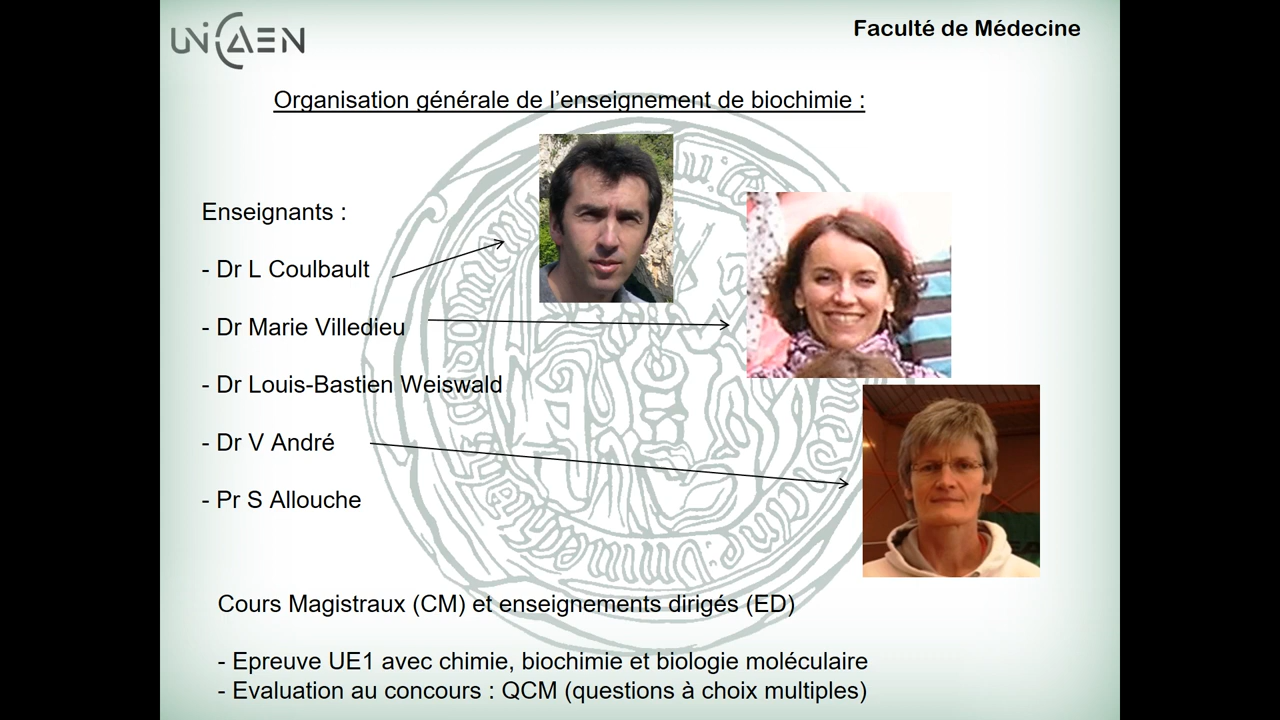 UNICAEN
Faculté de Médecine
Organisation générale de l’enseignement de biochimie :
Enseignants :
- Dr L Coulbault
- Dr Marie Villedieu
- Dr Louis-Bastien Weiswald
- Dr V André
- Pr S Allouche
Cours Magistraux (CM) et enseignements dirigés (ED)
- Epreuve UE1 avec chimie, biochimie et biologie moléculaire
- Evaluation au concours : QCM (questions à choix multiples)